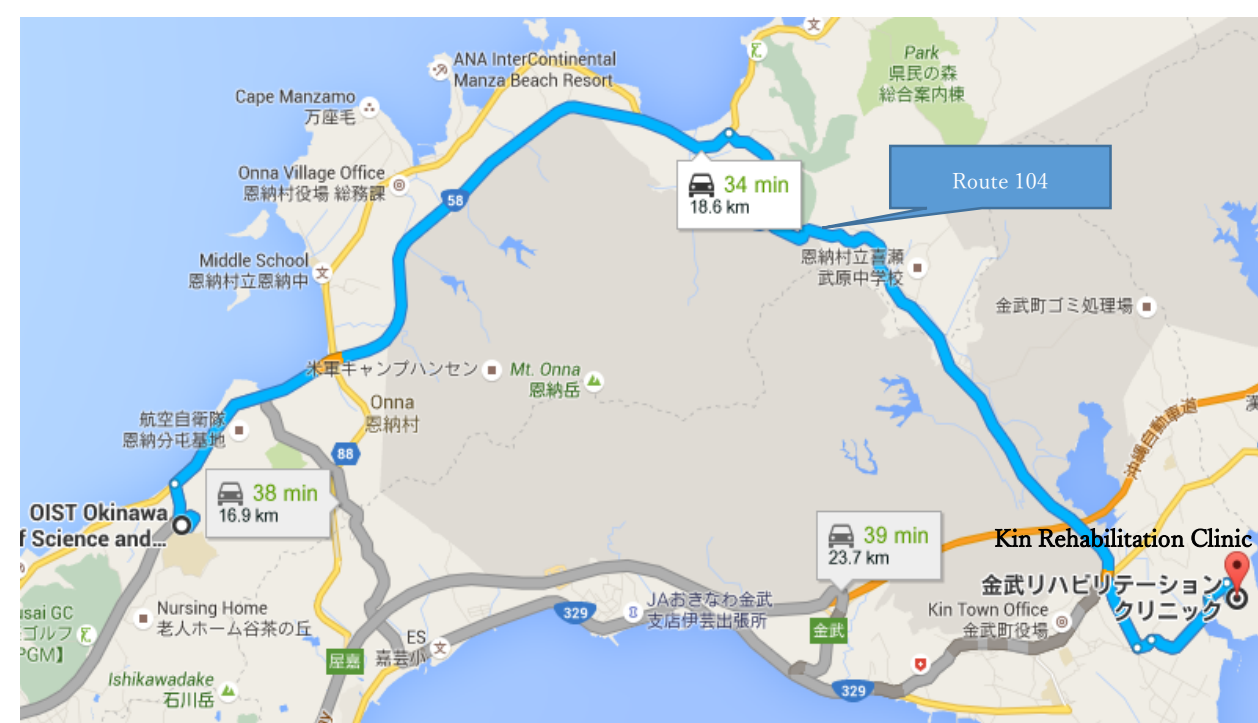 文
Park
県民の森
総合案内棟
ANA InterContinental
Manza Beach Resort
Cape Manzamo
万座毛
Onna Village Office
恩納村役場 総務課
58
34 min
18.6 km
Route 104
Middle School
恩納村立恩納中
文
恩納村立喜瀬
武原中学校
金武町ゴミ処理場
米軍キャンプハンセン
Mt. Onna
恩納岳
Onna
恩納村
航空自衛隊
恩納分屯基地
88
沖縄自動車道
漢
38 min
16.9 km
OIST Okinawa
f Science and...
39 min
23.7 km
Kin Rehabilitation Clinic
金武リハビリテーション
クリニック
Kin Town Office
金武町役場
usai GC
ゴルフ
PGM】
Nursing Home
老人ホーム谷茶の丘
329
JAおきなわ金武
支店伊芸出張所
金武
ES
嘉芸小
文
屋嘉
Ishikawadake
石川岳
329